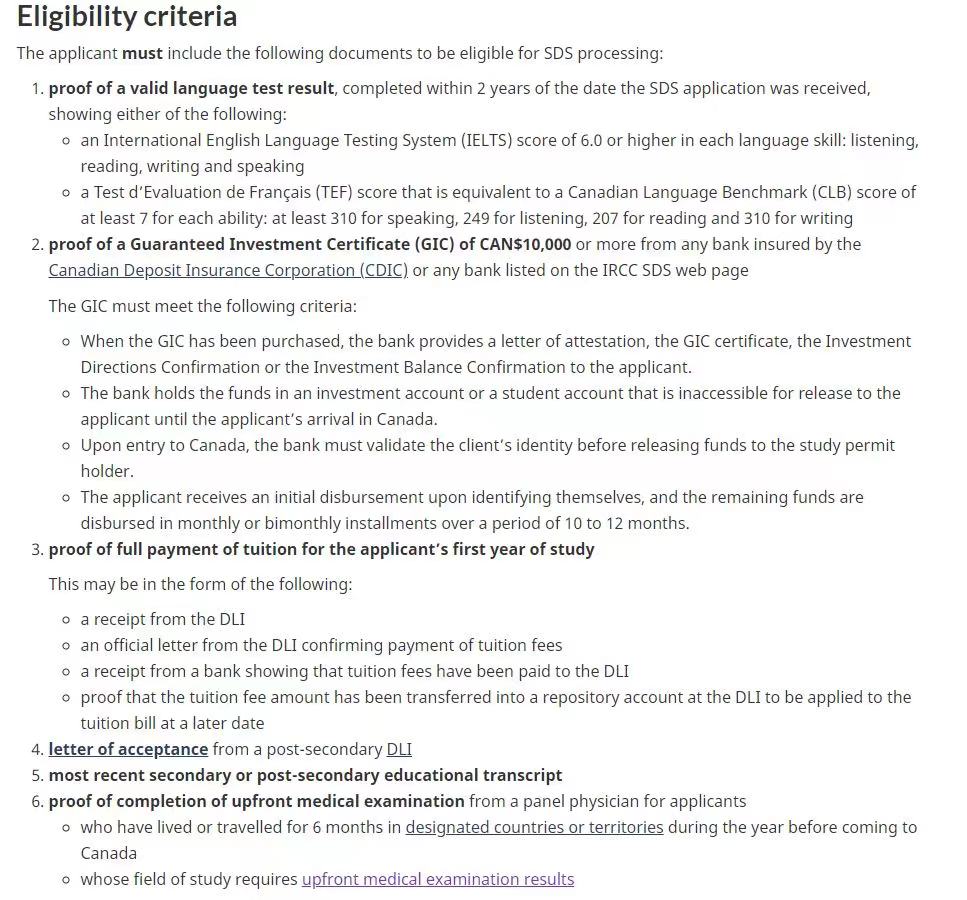 Eligibility criteria
The applicant must include the following documents to be eligible for SDS processing:
1. proof of a valid language test result, completed within 2 years of the date the SDS application was received,
showing either of the following:
o an International English Language Testing System (IELTS) score of 6.0 or higher in each language skill: listening,
reading, writing and speaking
o a Test d’Evaluation de Français (TEF) score that is equivalent to a Canadian Language Benchmark (CLB) score of
at least 7 for each ability: at least 310 for speaking, 249 for listening, 207 for reading and 310 for writing
2. proof of a Guaranteed Investment Certificate (GIC) of CAN$10,000 or more from any bank insured by the
Canadian Deposit Insurance Corporation (CDIC) or any bank listed on the IRCC SDS web page
The GIC must meet the following criteria:
o When the GIC has been purchased, the bank provides a letter of attestation, the GIC certificate, the Investment
Directions Confirmation or the Investment Balance Confirmation to the applicant.
o The bank holds the funds in an investment account or a student account that is inaccessible for release to the
applicant until the applicant’s arrival in Canada.
o Upon entry to Canada, the bank must validate the client’s identity before releasing funds to the study permit
holder.
o The applicant receives an initial disbursement upon identifying themselves, and the remaining funds are
disbursed in monthly or bimonthly installments over a period of 10 to 12 months.
3. proof of full payment of tuition for the applicant’s first year of study
This may be in the form of the following:
o a receipt from the DLI
o an official letter from the DLI confirming payment of tuition fees
o a receipt from a bank showing that tuition fees have been paid to the DLI
o proof that the tuition fee amount has been transferred into a repository account at the DLI to be applied to the
tuition bill at a later date
4. letter of acceptance from a post-secondary DLI
5. most recent secondary or post-secondary educational transcript
6. proof of completion of upfront medical examination from a panel physician for applicants
o who have lived or travelled for 6 months in designated countries or territories during the year before coming to
Canada
o whose field of study requires upfront medical examination results